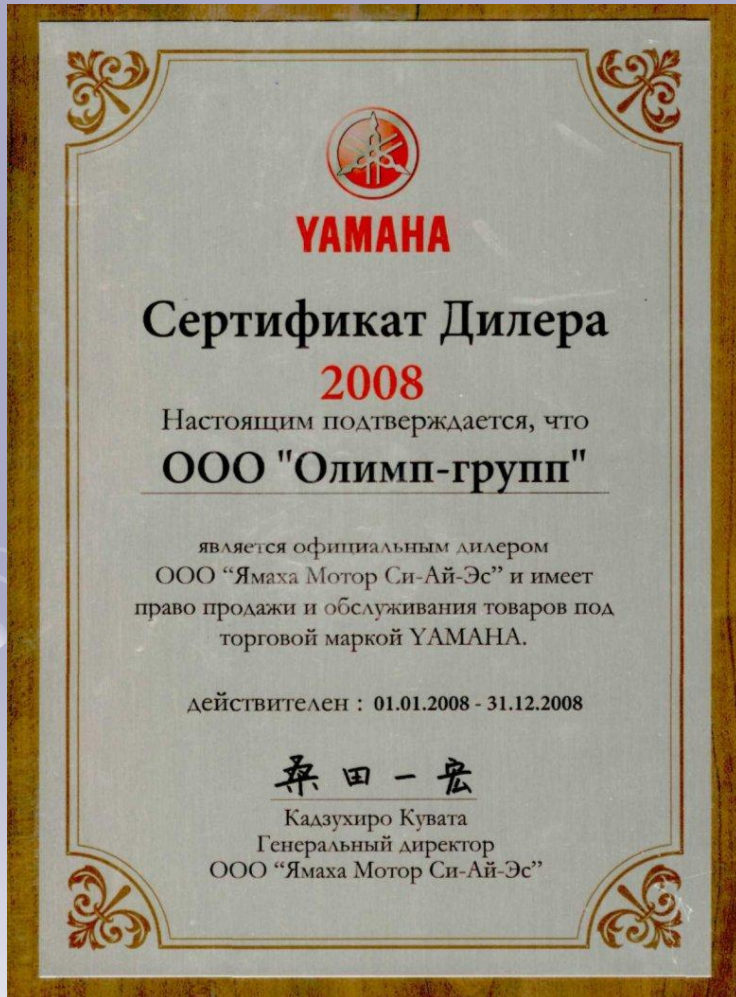 YAMAHA
Сертификат Дилера
2008
Настоящим подтверждается, что
ООО "Олимп-групп"
является официальным дилером
ООО “Ямаха Мотор Си-Ай-Эс” и имеет
право продажи и обслуживания товаров под
торговой маркой YAMAHA.
действителен : 01.01.2008 - 31.12.2008
桒田一宏
Кадзухиро Кувата
Генеральный директор
ООО “Ямаха Мотор Си-Ай-Эс”